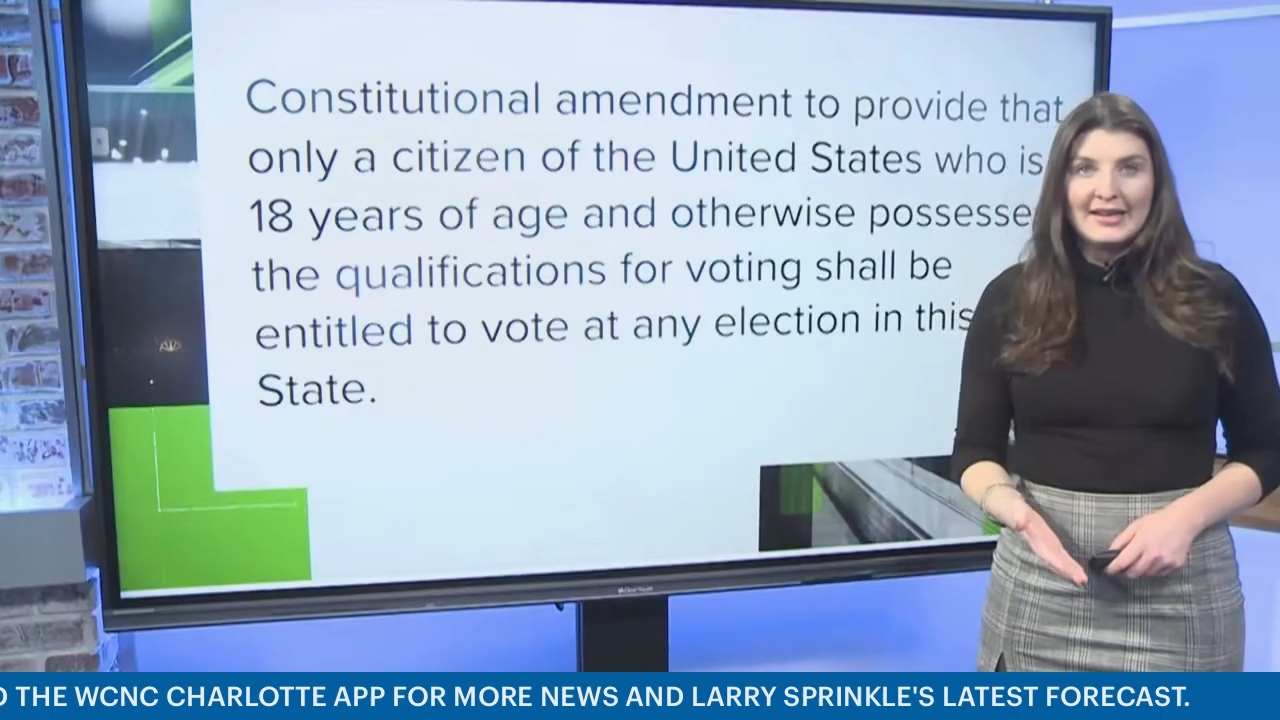 Constitutional amendment to provide that
only a citizen of the United States who is
18 years of age and otherwise possesse
the qualifications for voting shall be
entitled to vote at any election in this
State.
THE WCNC CHARLOTTE APP FOR MORE NEWS AND LARRY SPRINKLE'S LATEST FORECAST.